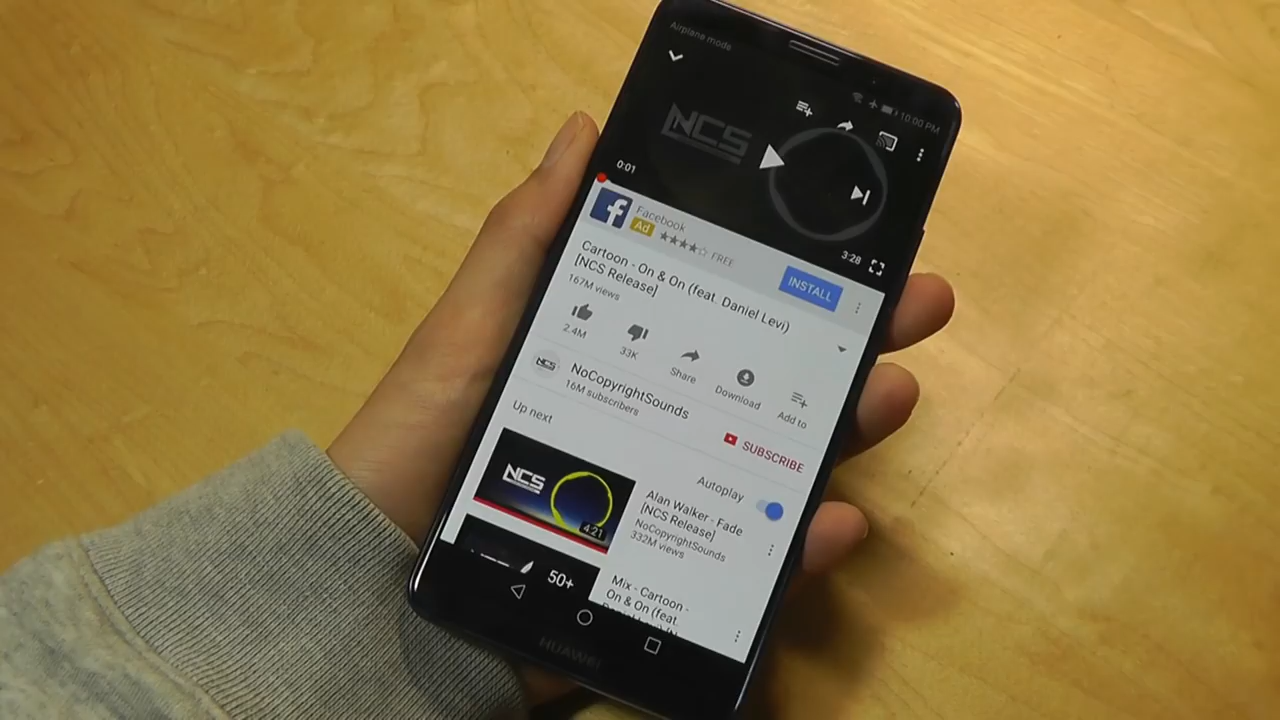 Airplane mode
10:00 PM
NCS
0:01
3:28
Facebook
Ad
FREE
INSTALL
Cartoon - On & On (feat. Daniel Levi)
[NCS Release]
167M views
2.4M
33K
Share
Download
Add to
NCS
NoCopyrightSounds
16M subscribers
SUBSCRIBE
Up next
Autoplay
NCS
4:21
Alan Walker - Fade
[NCS Release]
NoCopyrightSounds
332M views
50+
Mix - Cartoon -
On & On (feat.
HUAWEI